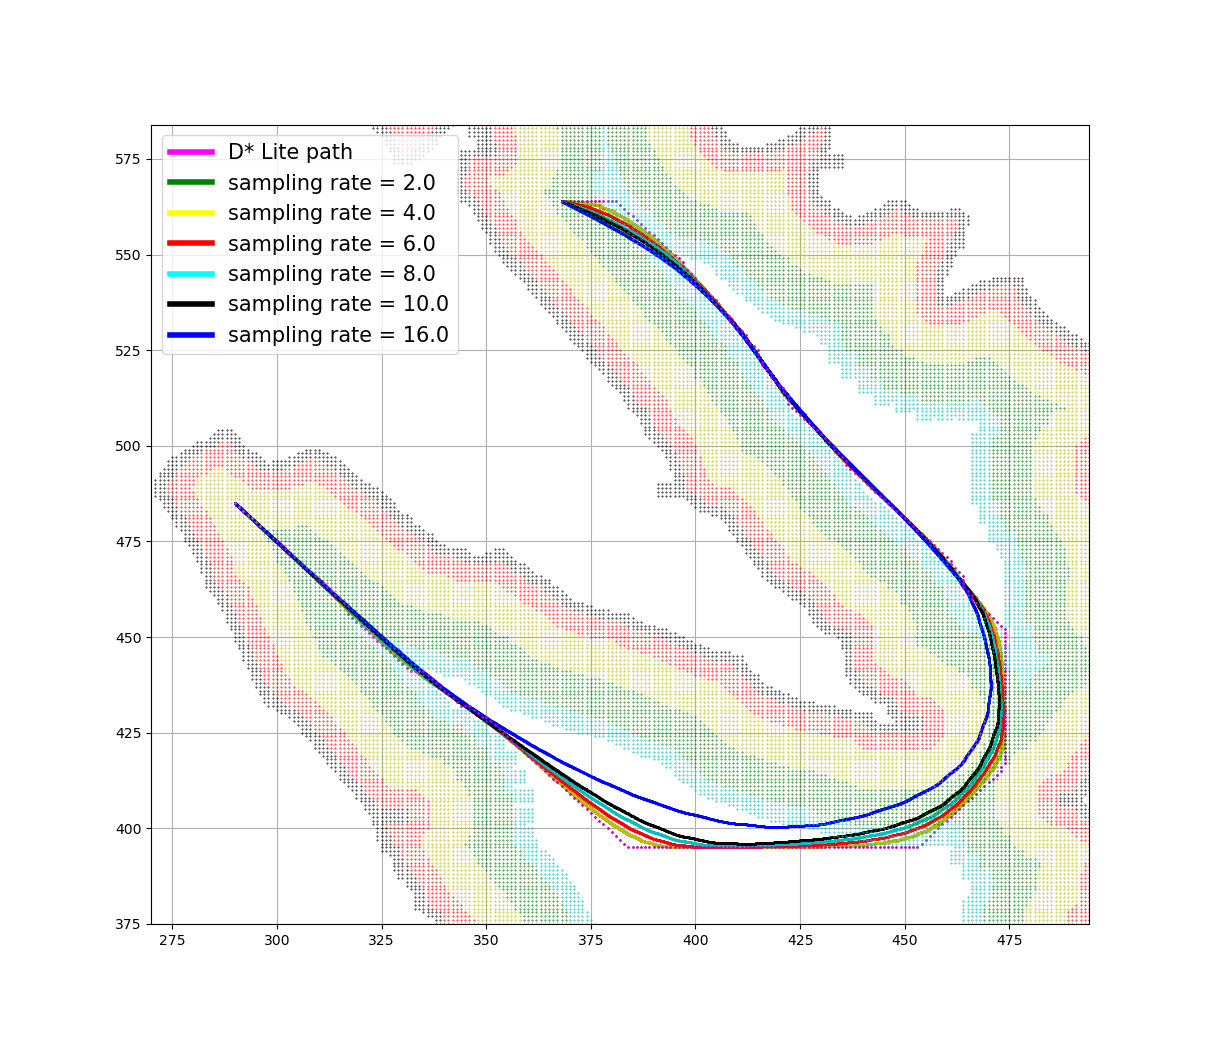 D* Lite path
sampling rate = 2.0
sampling rate = 4.0
sampling rate = 6.0
sampling rate = 8.0
sampling rate = 10.0
sampling rate = 16.0
575
550
525
500
475
450
425
400
375
275 300 325 350 375 400 425 450 475